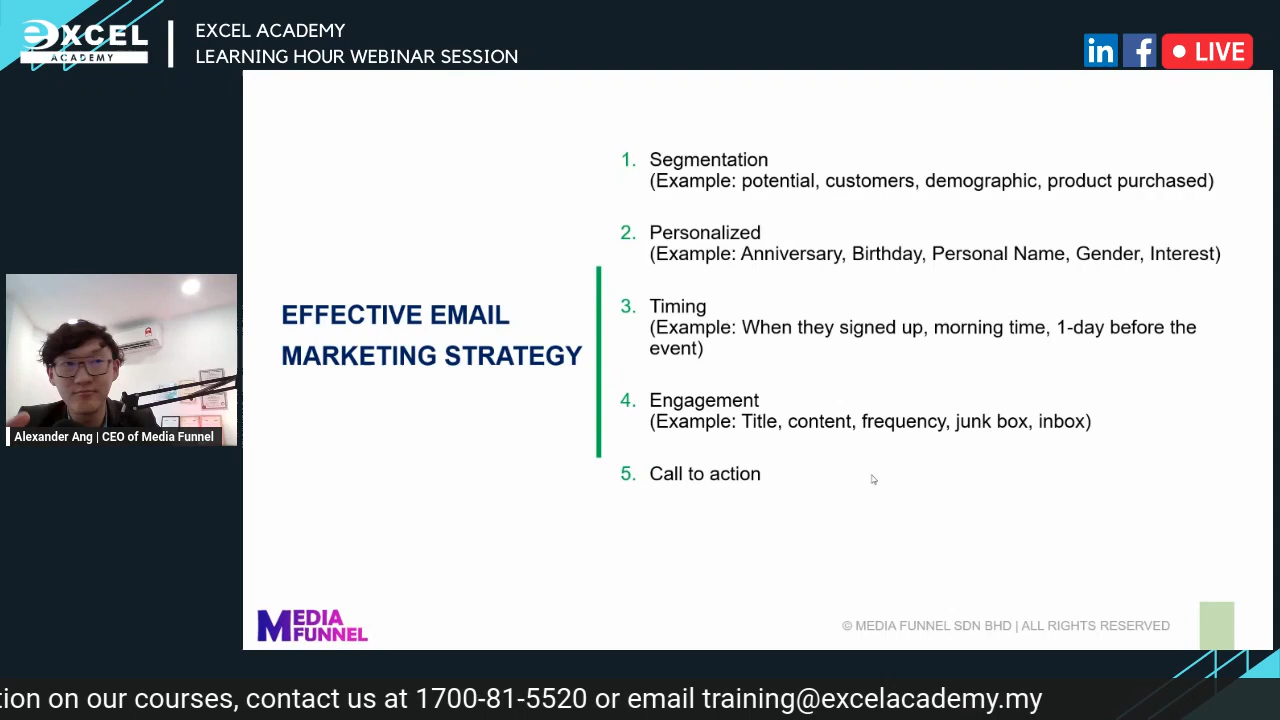 eXCEL
ACADEMY
EXCEL ACADEMY
LEARNING HOUR WEBINAR SESSION
in
f
LIVE
EFFECTIVE EMAIL
MARKETING STRATEGY
1. Segmentation
(Example: potential, customers, demographic, product purchased)
2. Personalized
(Example: Anniversary, Birthday, Personal Name, Gender, Interest)
3. Timing
(Example: When they signed up, morning time, 1-day before the
event)
4. Engagement
(Example: Title, content, frequency, junk box, inbox)
5. Call to action
Alexander Ang | CEO of Media Funnel
MEDIA
FUNNEL
© MEDIA FUNNEL SDN BHD | ALL RIGHTS RESERVED
tion on our courses, contact us at 1700-81-5520 or email training@excelacademy.my